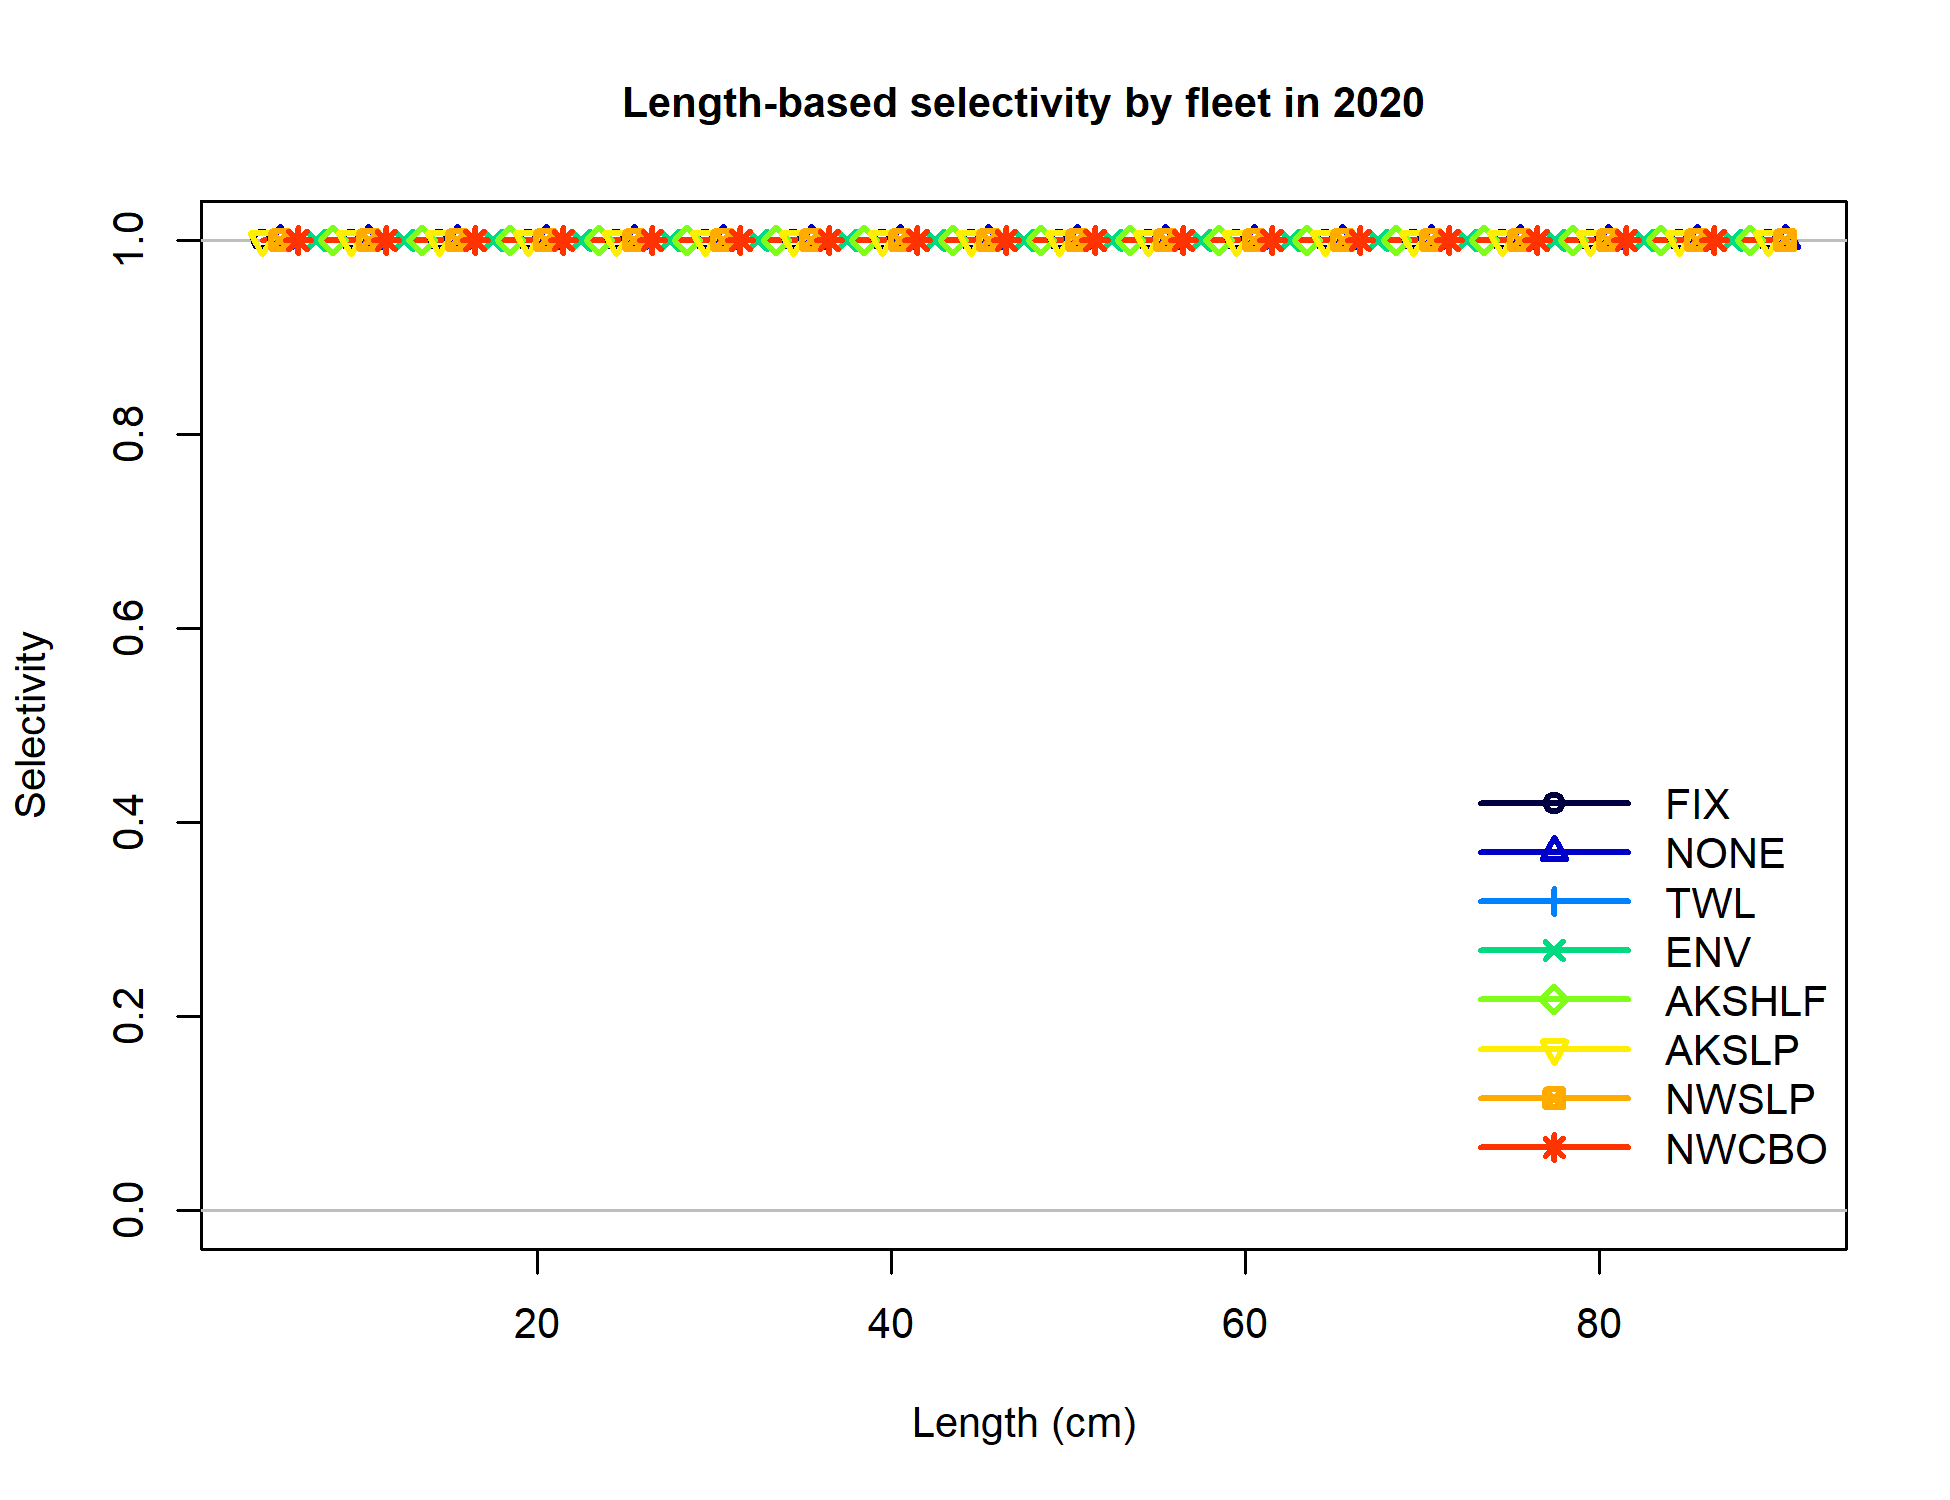 Length-based selectivity by fleet in 2020
1.0
0.8
0.6
0.4
0.2
0.0
Selectivity
FIX
NONE
TWL
ENV
AKSHLF
AKSLP
NWSLP
NWCBO
20 40 60 80
Length (cm)